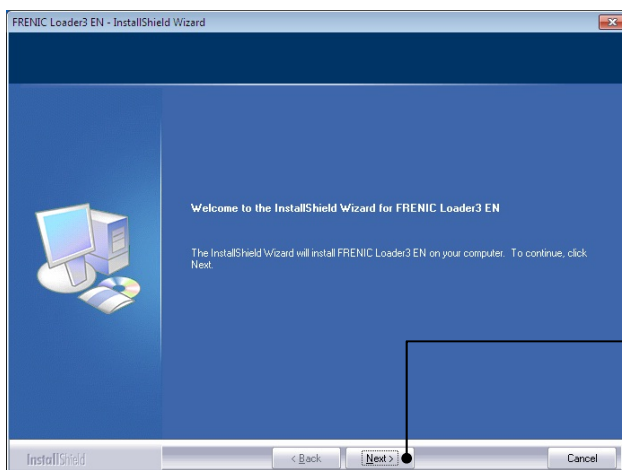 FRENIC Loader3 EN - InstallShield Wizard
Welcome to the InstallShield Wizard for FRENIC Loader3 EN
The InstallShield Wizard will install FRENIC Loader3 EN on your computer. To continue, click
Next.
InstallShield
< Back
Next >
Cancel